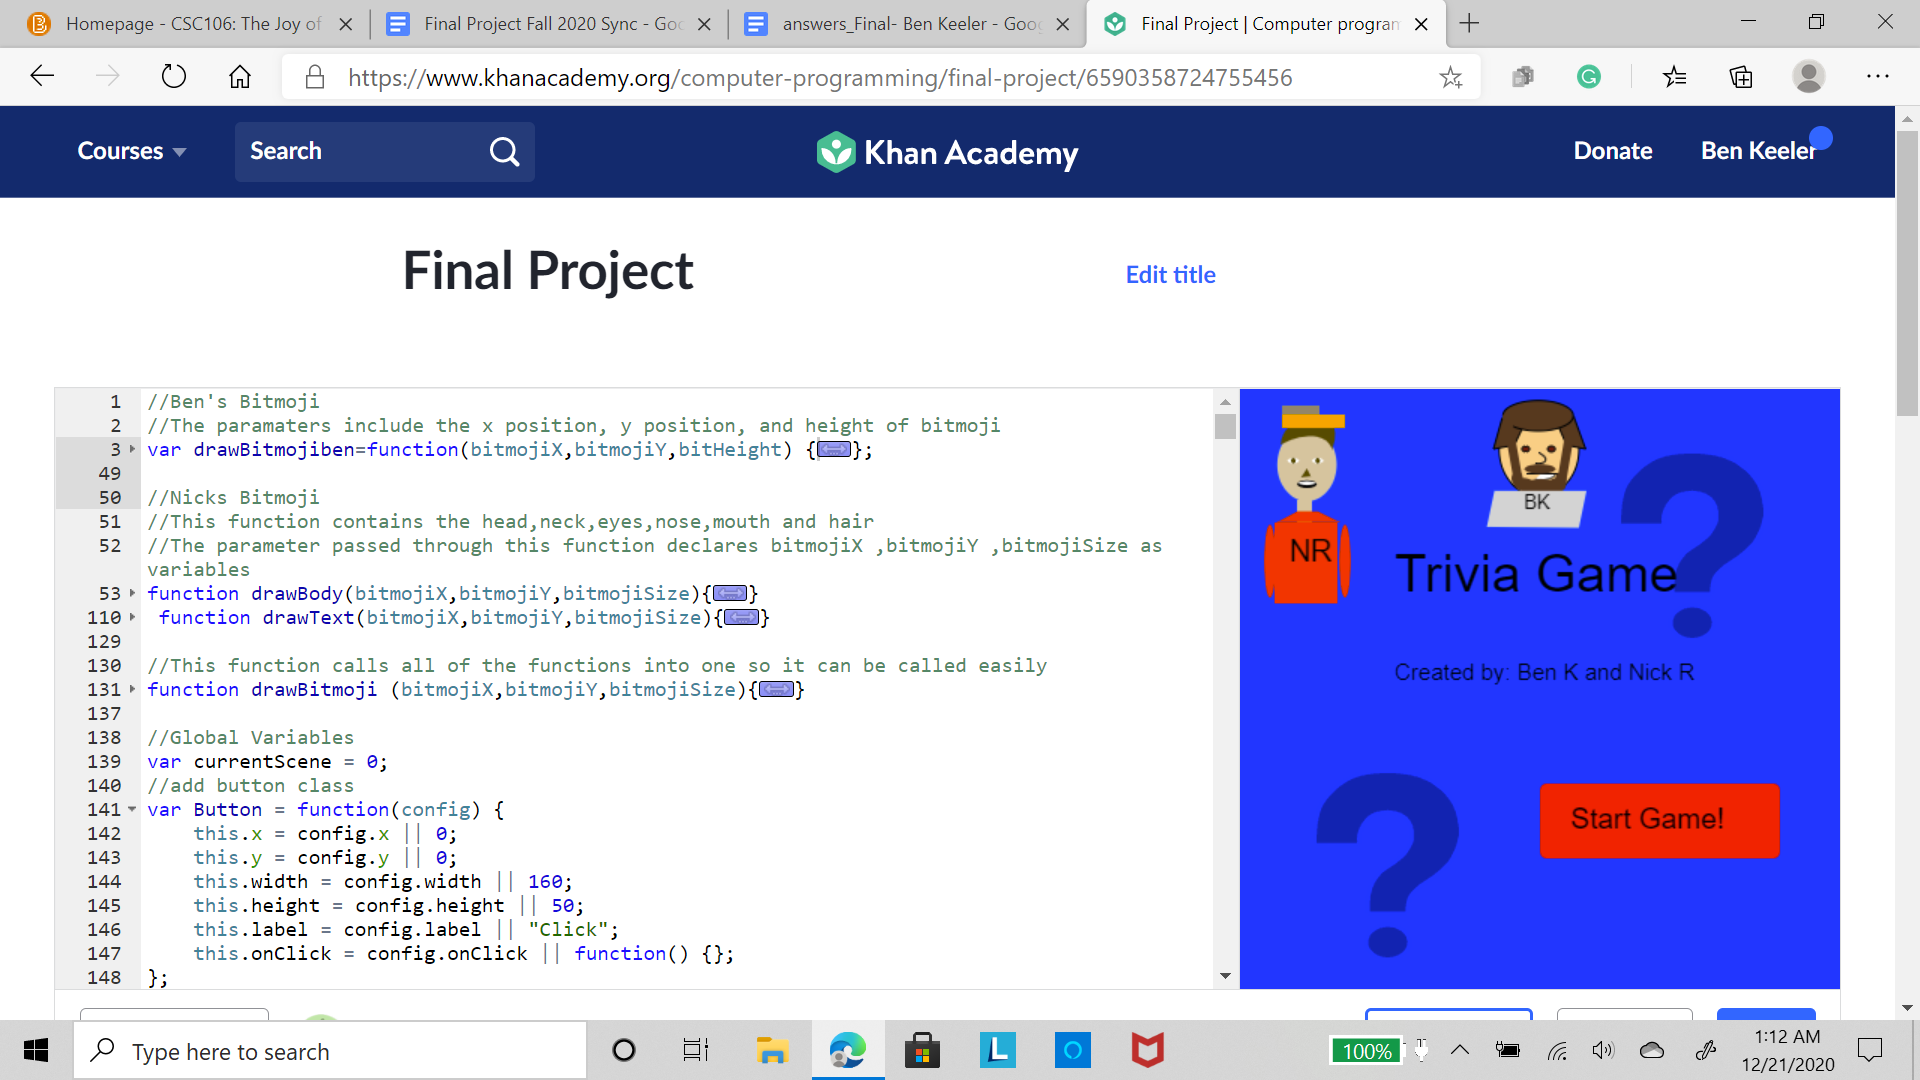 Homepage - CSC106: The Joy of
Final Project Fall 2020 Sync - Goo
answers_Final- Ben Keeler - Goog
Final Project | Computer program
https://www.khanacademy.org/computer-programming/final-project/6590358724755456
Courses
Search
Khan Academy
Donate
Ben Keeler
Final Project
Edit title
1 //Ben's Bitmoji
2 //The paramaters include the x position, y position, and height of bitmoji
3 var drawBitmojiben=function(bitmojiX,bitmojiY,bitHeight) {};
49
50 //Nicks Bitmoji
51 //This function contains the head,neck,eyes,nose,mouth and hair
52 //The parameter passed through this function declares bitmojiX ,bitmojiY ,bitmojiSize as
variables
53 function drawBody(bitmojiX,bitmojiY,bitmojiSize){}
110 function drawText(bitmojiX,bitmojiY,bitmojiSize){}
129
130 //This function calls all of the functions into one so it can be called easily
131 function drawBitmoji (bitmojiX,bitmojiY,bitmojiSize){}
137
138 //Global Variables
139 var currentScene = 0;
140 //add button class
141 var Button = function(config) {
142 this.x = config.x || 0;
143 this.y = config.y || 0;
144 this.width = config.width || 160;
145 this.height = config.height || 50;
146 this.label = config.label || "Click";
147 this.onClick = config.onClick || function() {};
148 };
NR
BK
?
Trivia Game
Created by: Ben K and Nick R
?
Start Game!
Type here to search
L
100%
1:12 AM
12/21/2020